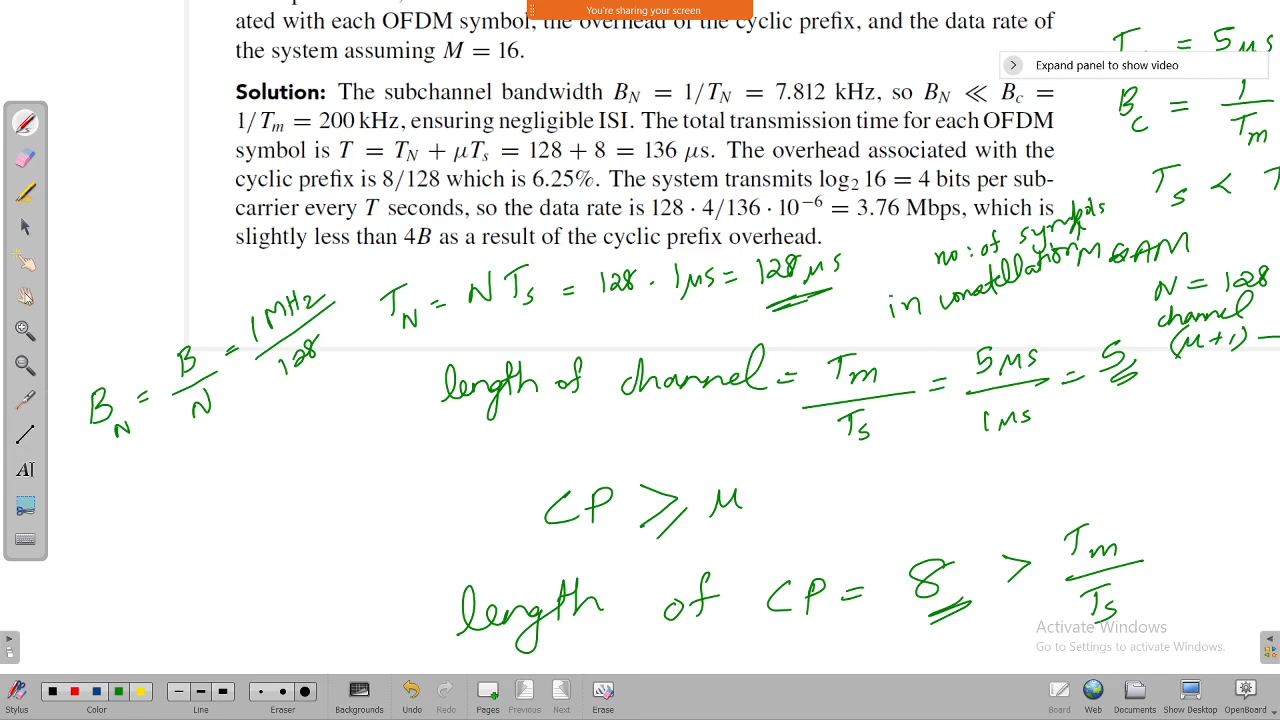 You're sharing your screen
ated with each OFDM symbol, the overhead of the cyclic prefix, and the data rate of
the system assuming M = 16.
Expand panel to show video
Solution: The subchannel bandwidth B_N = 1/T_N = 7.812 kHz, so B_N ≪ B_c =
1/T_m = 200 kHz, ensuring negligible ISI. The total transmission time for each OFDM
symbol is T = T_N + μT_s = 128 + 8 = 136 μs. The overhead associated with the
cyclic prefix is 8/128 which is 6.25%. The system transmits log₂ 16 = 4 bits per sub-
carrier every T seconds, so the data rate is 128 · 4/136 · 10⁻⁶ = 3.76 Mbps, which is
slightly less than 4B as a result of the cyclic prefix overhead.
= 5μs
B_c = 1/T_m
T_s <
no: of symbols
in constellation M QAM
T_N = N T_s = 128 · 1μs = 128 μs
N = 128
channel
(μ+1) –
B_N = B/N = 1MHz/128
length of channel = T_m/T_s = 5μs/1μs = 5
CP ⩾ μ
length of CP = 8 > T_m/T_s
Activate Windows
Go to Settings to activate Windows.
Stylus
Color
Line
Eraser
Backgrounds
Undo
Redo
Pages
Previous
Next
Erase
Board
Web
Documents
Show Desktop
OpenBoard
AI